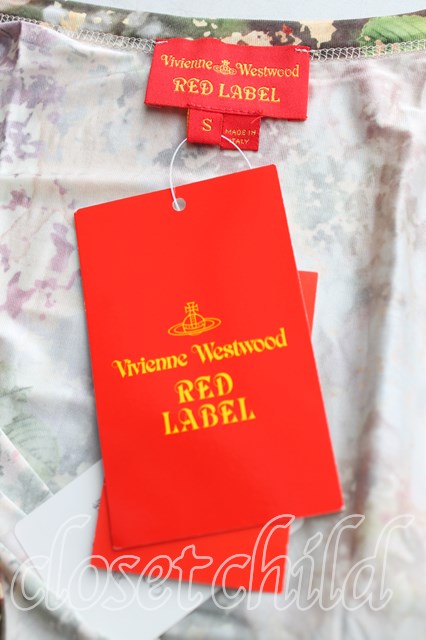 Vivienne Westwood
RED LABEL
S
MADE IN
ITALY
Vivienne Westwood
RED
LABEL
closetchild